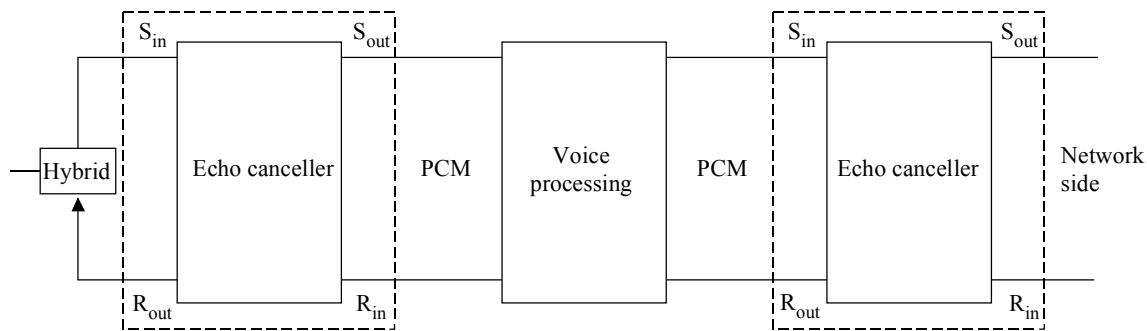 S_in S_out S_in S_out
Hybrid Echo canceller PCM Voice processing PCM Echo canceller Network side
R_out R_in R_out R_in